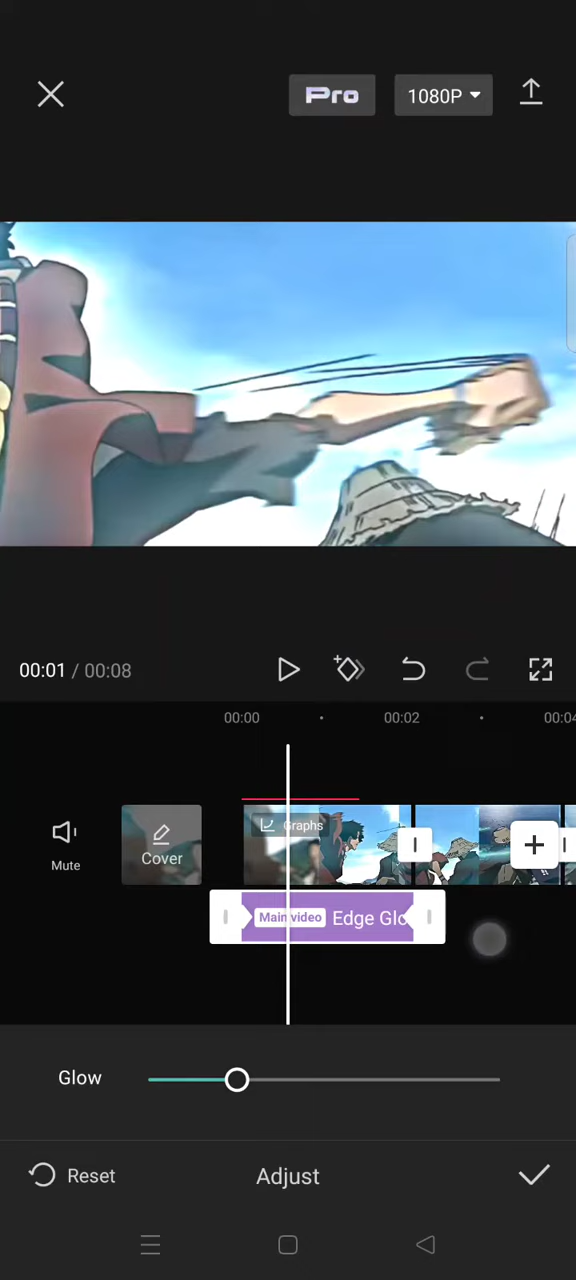 Pro
1080P
00:01 / 00:08
00:00
00:02
00:04
Mute
Cover
Graphs
Main video
Edge Glo
Glow
Reset
Adjust